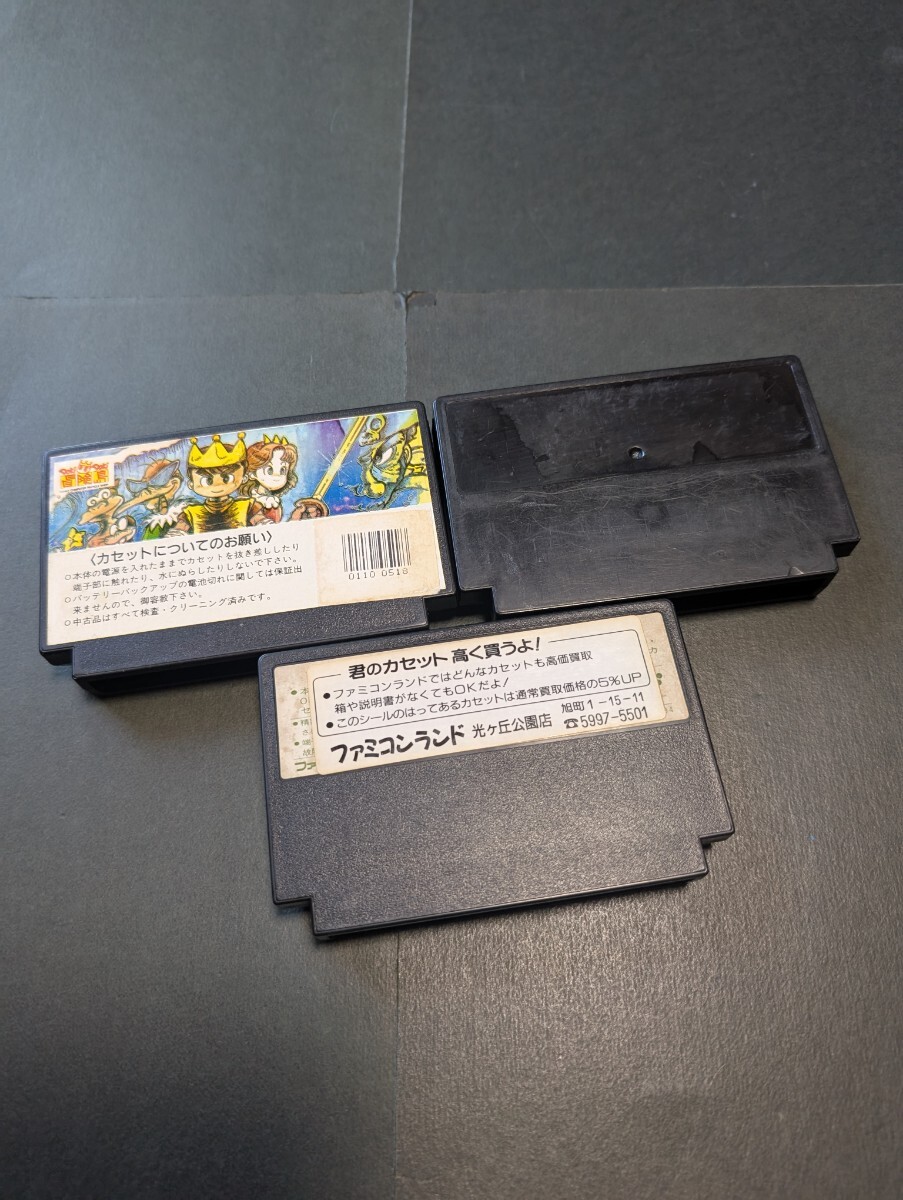 冒険島
〈カセットについてのお願い〉
○本体の電源を入れたままでカセットを抜き差ししたり
端子部に触れたり、水にぬらしたりしないで下さい。
○バッテリーバックアップの電池切れに関しては保証出
来ませんので、御容赦下さい。
○中古品はすべて検査・クリーニング済みです。
0110 0518
君のカセット高く買うよ!
●ファミコンランドではどんなカセットも高価買取
箱や説明書がなくてもOKだよ!
●このシールのはってあるカセットは通常買取価格の5%UP
ファミコンランド 光ヶ丘公園店 旭町1-15-11
☎5997-5501